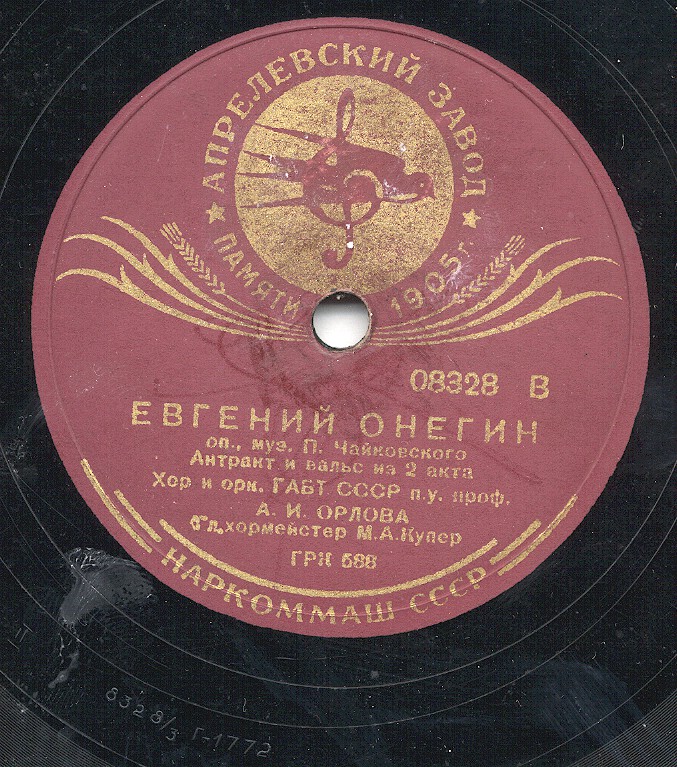 ★ АПРЕЛЕВСКИЙ ЗАВОД ★
ПАМЯТИ 1905 г.
08328 В
ЕВГЕНИЙ ОНЕГИН
оп., муз. П. Чайковского
Антракт и вальс из 2 акта
Хор и орк. ГАБТ СССР п.у. проф.
А. И. ОРЛОВА
Гл. хормейстер М.А.Купер
ГРК 588
НАРКОММАШ СССР
8328/3 Г-1772